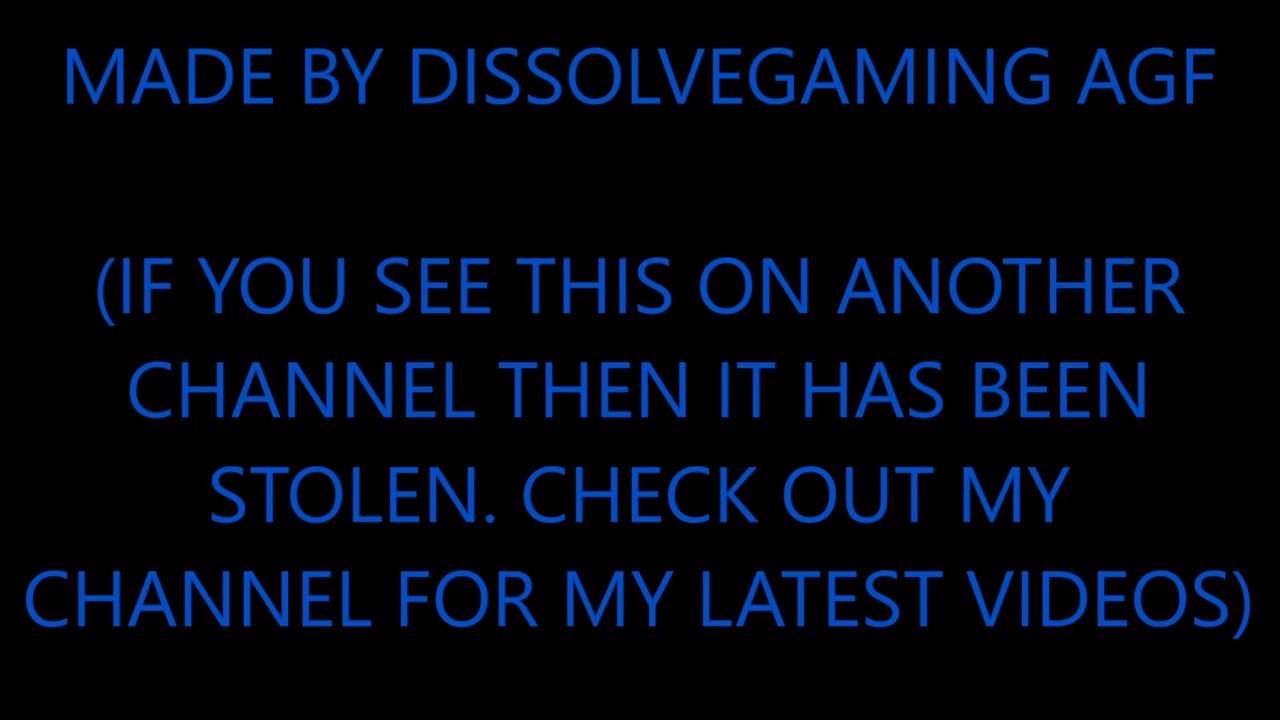 MADE BY DISSOLVEGAMING AGF
(IF YOU SEE THIS ON ANOTHER
CHANNEL THEN IT HAS BEEN
STOLEN. CHECK OUT MY
CHANNEL FOR MY LATEST VIDEOS)